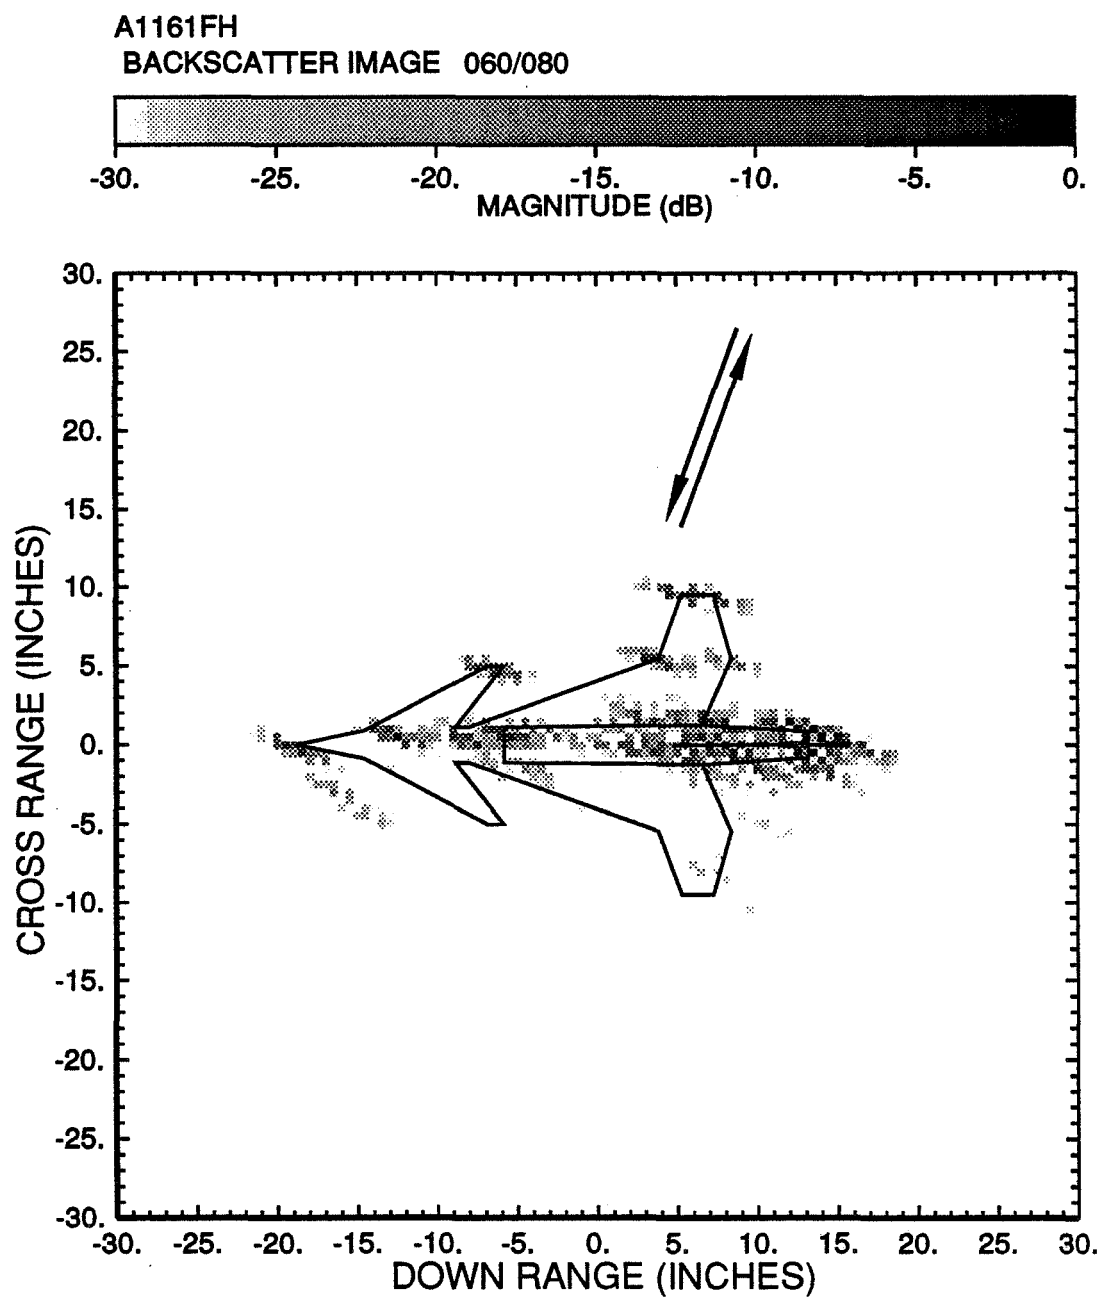 A1161FH
BACKSCATTER IMAGE 060/080
-30. -25. -20. -15. -10. -5. 0.
MAGNITUDE (dB)
30.
25.
20.
15.
10.
5.
0.
-5.
-10.
-15.
-20.
-25.
-30.
CROSS RANGE (INCHES)
-30. -25. -20. -15. -10. -5. 0. 5. 10. 15. 20. 25. 30.
DOWN RANGE (INCHES)